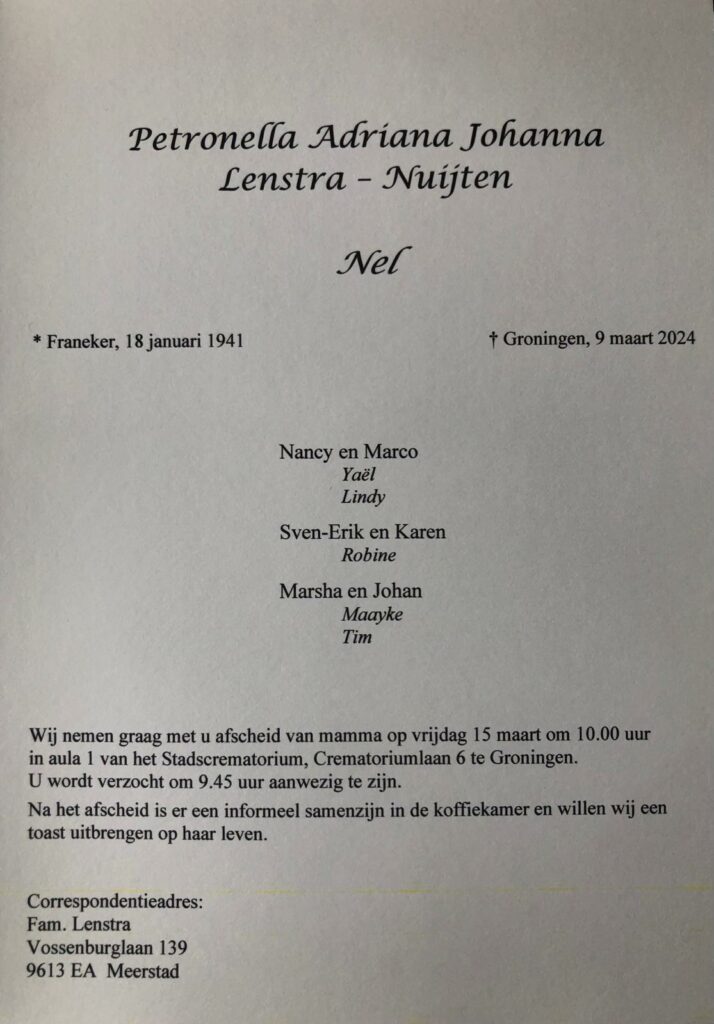 Petronella Adriana Johanna
Lenstra – Nuijten
Nel
* Franeker, 18 januari 1941
† Groningen, 9 maart 2024
Nancy en Marco
Yaël
Lindy
Sven-Erik en Karen
Robine
Marsha en Johan
Maayke
Tim
Wij nemen graag met u afscheid van mamma op vrijdag 15 maart om 10.00 uur
in aula 1 van het Stadscrematorium, Crematoriumlaan 6 te Groningen.
U wordt verzocht om 9.45 uur aanwezig te zijn.
Na het afscheid is er een informeel samenzijn in de koffiekamer en willen wij een
toast uitbrengen op haar leven.
Correspondentieadres:
Fam. Lenstra
Vossenburglaan 139
9613 EA  Meerstad